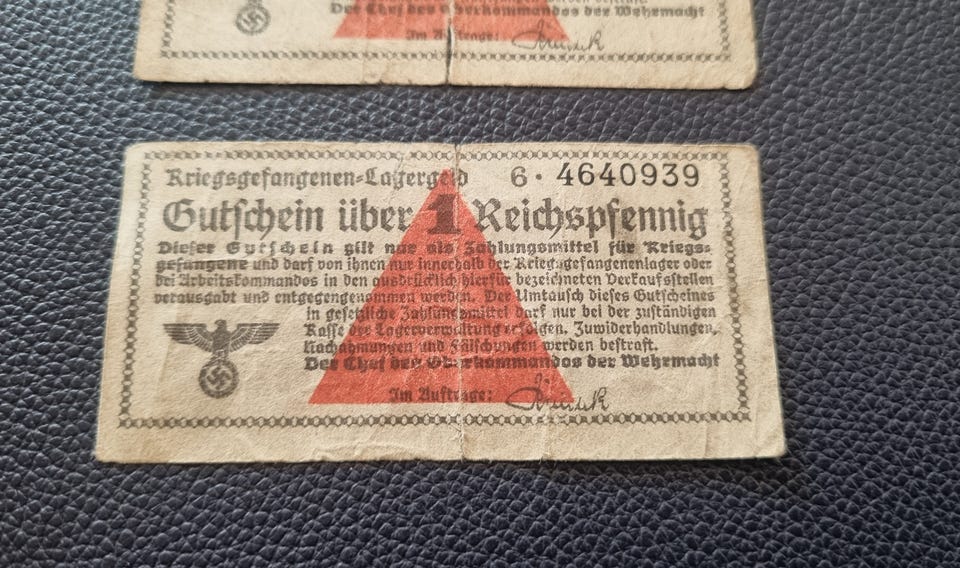 Der Chef des Oberkommandos der Wehrmacht
Im Auftrage:
Kriegsgefangenen-Lagergeld 6· 4640939
Gutschein über 1 Reichspfennig
Dieser Gutschein gilt nur als Zahlungsmittel für Kriegs-
gefangene und darf von ihnen nur innerhalb der Kriegsgefangenenlager oder
bei Arbeitskommandos in den ausdrücklich hierfür bezeichneten Verkaufsstellen
verausgabt und entgegengenommen werden. Der Umtausch dieses Gutscheines
in gesetzliche Zahlungsmittel darf nur bei der zuständigen
Kasse der Lagerverwaltung erfolgen. Zuwiderhandlungen,
Nachahmungen und Fälschungen werden bestraft.
Der Chef des Oberkommandos der Wehrmacht
Im Auftrage: